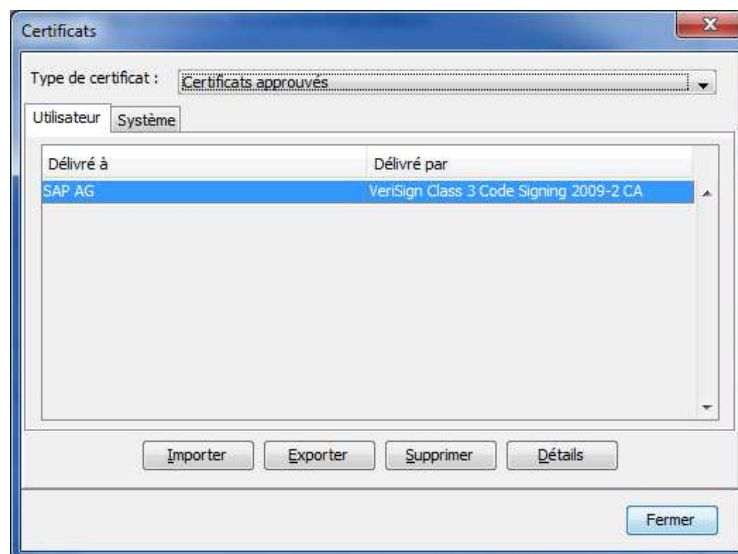 Certificats
Type de certificat : Certificats approuvés
Utilisateur Système
Délivré à Délivré par
SAP AG VeriSign Class 3 Code Signing 2009-2 CA
Importer Exporter Supprimer Détails
Fermer